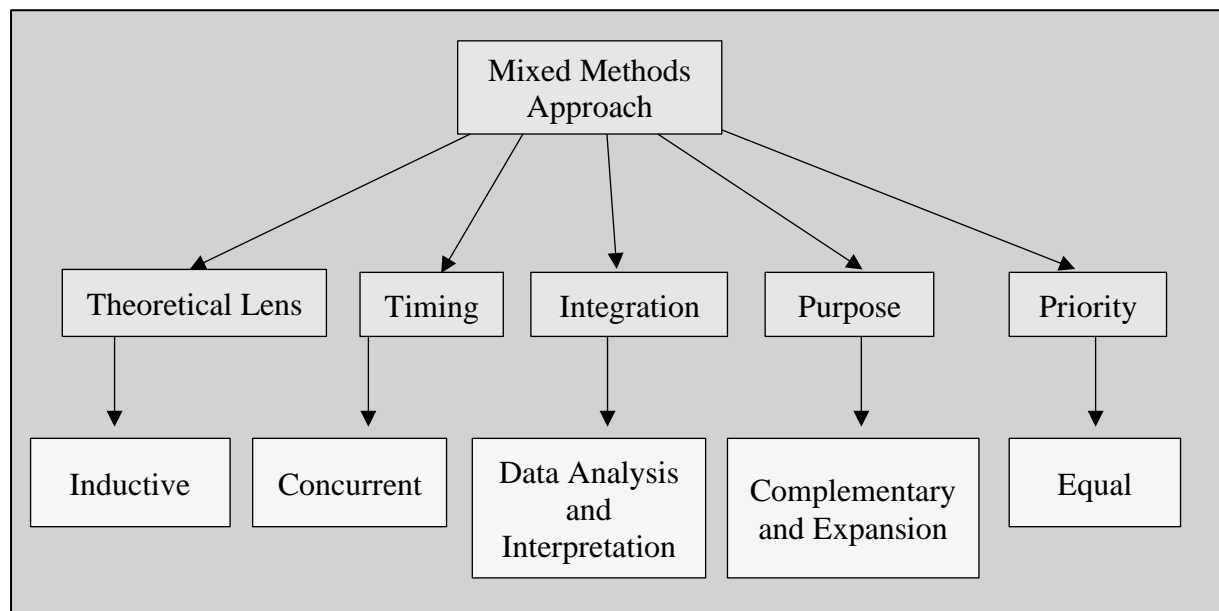 Mixed Methods
Approach
Theoretical Lens
Timing
Integration
Purpose
Priority
Inductive
Concurrent
Data Analysis
and
Interpretation
Complementary
and Expansion
Equal